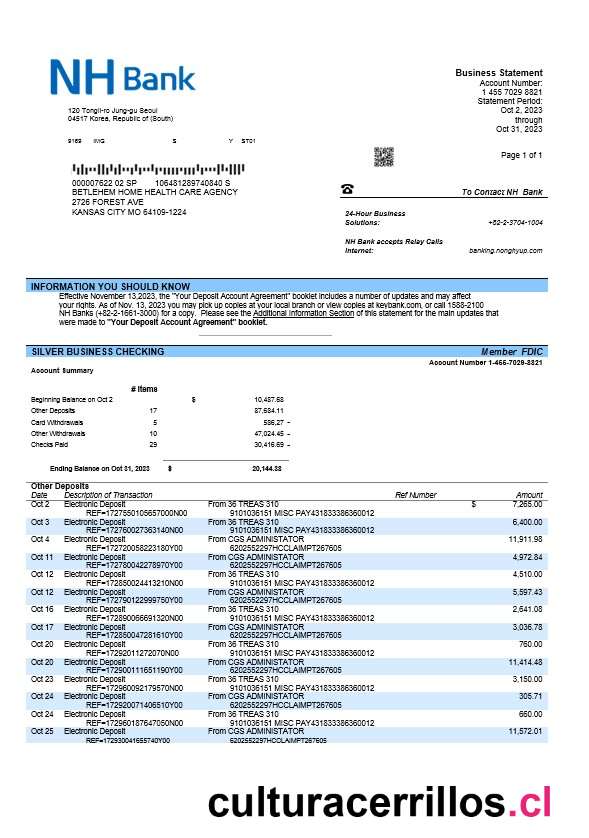 NH Bank
Business Statement
Account Number:
1 455 7029 8821
Statement Period:
Oct 2, 2023
through
Oct 31, 2023
Page 1 of 1
120 Tongil-ro Jung-gu Seoul
04517 Korea, Republic of (South)
9169 IMG S Y ST01
000007622 02 SP 106481289740840 S
BETLEHEM HOME HEALTH CARE AGENCY
2726 FOREST AVE
KANSAS CITY MO 64109-1224
To Contact NH Bank
24-Hour Business
Solutions: +82-2-3704-1004
NH Bank accepts Relay Calls
Internet: banking.nonghyup.com
INFORMATION YOU SHOULD KNOW
Effective November 13,2023, the "Your Deposit Account Agreement" booklet includes a number of updates and may affect
your rights. As of Nov. 13, 2023 you may pick up copies at your local branch or view copies at keybank.com, or call 1588-2100
NH Banks (+82-2-1661-3000) for a copy. Please see the Additional Information Section of this statement for the main updates that
were made to "Your Deposit Account Agreement" booklet.
SILVER BUSINESS CHECKING Member FDIC
Account Number 1-455-7029-8821
Account Summary
# Items
Beginning Balance on Oct 2 $ 10,487.68
Other Deposits 17 87,684.11
Card Withdrawals 5 586,27 -
Other Withdrawals 10 47,024.45 -
Checks Paid 29 30,416.69 -
Ending Balance on Oct 31, 2023 $ 20,144.38
Other Deposits
Date Description of Transaction Ref Number Amount
Oct 2 Electronic Deposit From 36 TREAS 310 $ 7,265.00
REF=1727550105657000N00 9101036151 MISC PAY431833386360012
Oct 3 Electronic Deposit From 36 TREAS 310 6,400.00
REF=172760027363140N00 9101036151 MISC PAY431833386360012
Oct 4 Electronic Deposit From CGS ADMINISTATOR 11,911.98
REF=172720058223180Y00 6202552297HCCLAIMPT267605
Oct 11 Electronic Deposit From CGS ADMINISTATOR 4,972.84
REF=172780042278970Y00 6202552297HCCLAIMPT267605
Oct 12 Electronic Deposit From 36 TREAS 310 4,510.00
REF=172850024413210N00 9101036151 MISC PAY431833386360012
Oct 12 Electronic Deposit From CGS ADMINISTATOR 5,597.43
REF=172790122999750Y00 6202552297HCCLAIMPT267605
Oct 16 Electronic Deposit From 36 TREAS 310 2,641.08
REF=172890066691320N00 9101036151 MISC PAY431833386360012
Oct 17 Electronic Deposit From CGS ADMINISTATOR 3,036.78
REF=172850047281610Y00 6202552297HCCLAIMPT267605
Oct 20 Electronic Deposit From 36 TREAS 310 760.00
REF=17292011272070N00 9101036151 MISC PAY431833386360012
Oct 20 Electronic Deposit From CGS ADMINISTATOR 11,414.48
REF=172900111651190Y00 6202552297HCCLAIMPT267605
Oct 23 Electronic Deposit From 36 TREAS 310 3,150.00
REF=172960092179570N00 9101036151 MISC PAY431833386360012
Oct 24 Electronic Deposit From CGS ADMINISTATOR 305.71
REF=172920071406510Y00 6202552297HCCLAIMPT267605
Oct 24 Electronic Deposit From 36 TREAS 310 660.00
REF=172960187647050N00 9101036151 MISC PAY431833386360012
Oct 25 Electronic Deposit From CGS ADMINISTATOR 11,572.01
REF=172930041655740Y00 6202552297HCCLAIMPT267605
culturacerrillos.cl